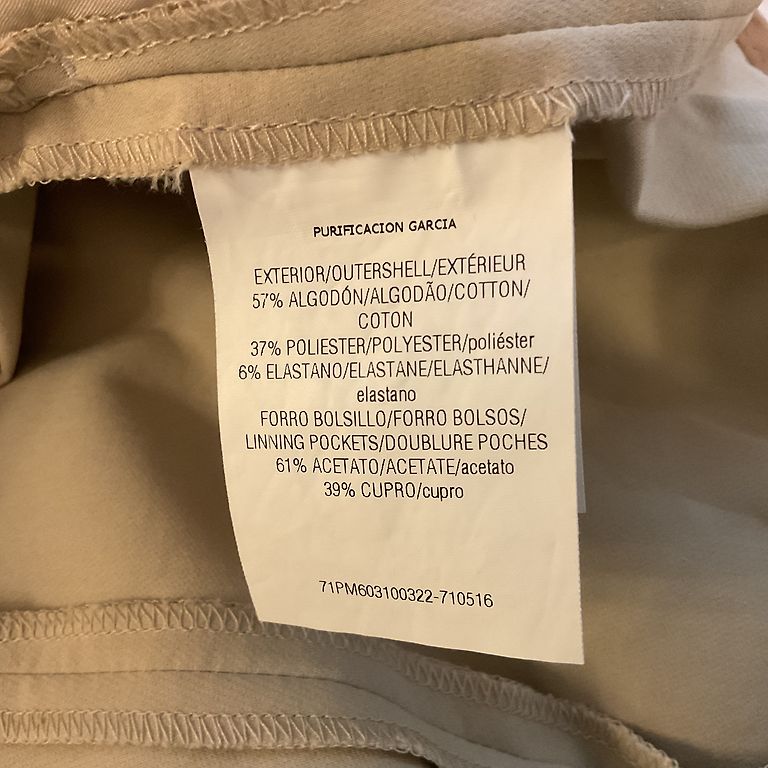 PURIFICACION GARCIA
EXTERIOR/OUTERSHELL/EXTÉRIEUR
57% ALGODÓN/ALGODÃO/COTTON/
COTON
37% POLIESTER/POLYESTER/poliéster
6% ELASTANO/ELASTANE/ELASTHANNE/
elastano
FORRO BOLSILLO/FORRO BOLSOS/
LINNING POCKETS/DOUBLURE POCHES
61% ACETATO/ACETATE/acetato
39% CUPRO/cupro
71PM603100322-710516